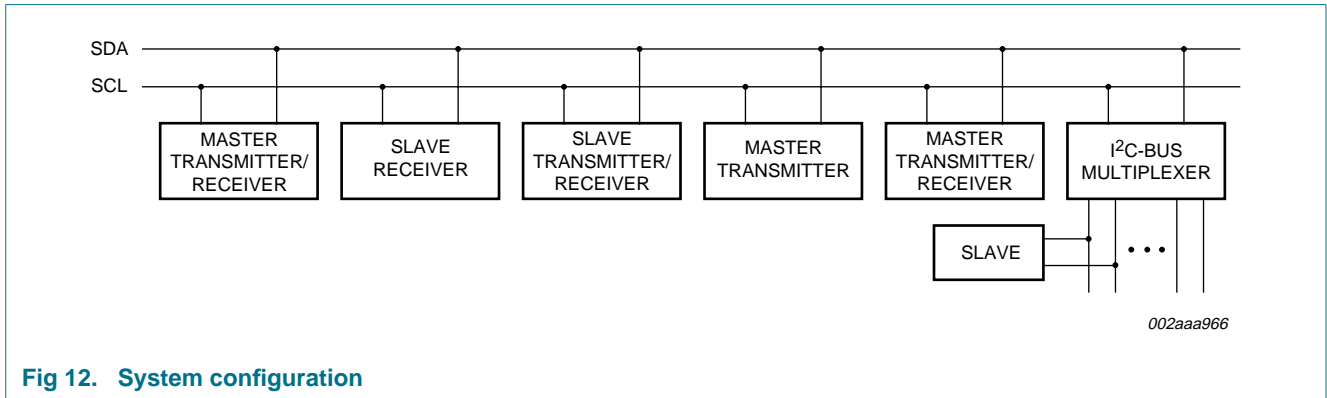 SDA
SCL
MASTER
TRANSMITTER/
RECEIVER
SLAVE
RECEIVER
SLAVE
TRANSMITTER/
RECEIVER
MASTER
TRANSMITTER
MASTER
TRANSMITTER/
RECEIVER
I²C-BUS
MULTIPLEXER
SLAVE
002aaa966
Fig 12. System configuration